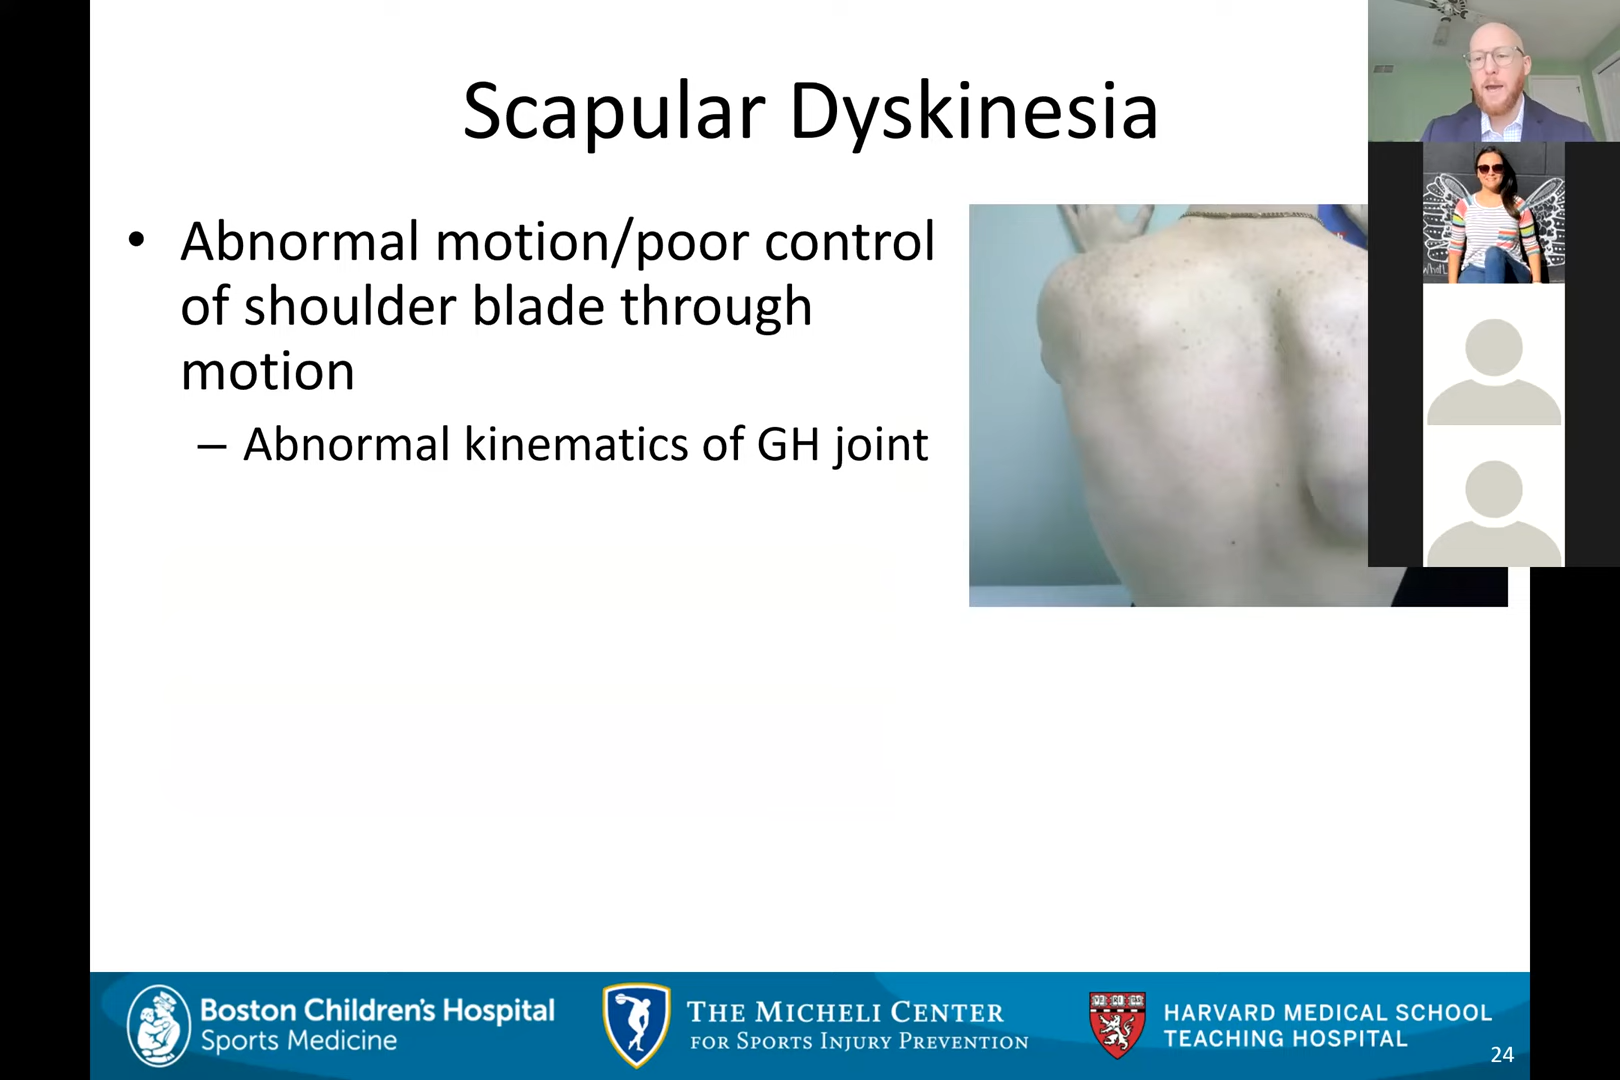 Scapular Dyskinesia
• Abnormal motion/poor control
of shoulder blade through
motion
– Abnormal kinematics of GH joint
Boston Children's Hospital
Sports Medicine
THE MICHELI CENTER
FOR SPORTS INJURY PREVENTION
HARVARD MEDICAL SCHOOL
TEACHING HOSPITAL
24